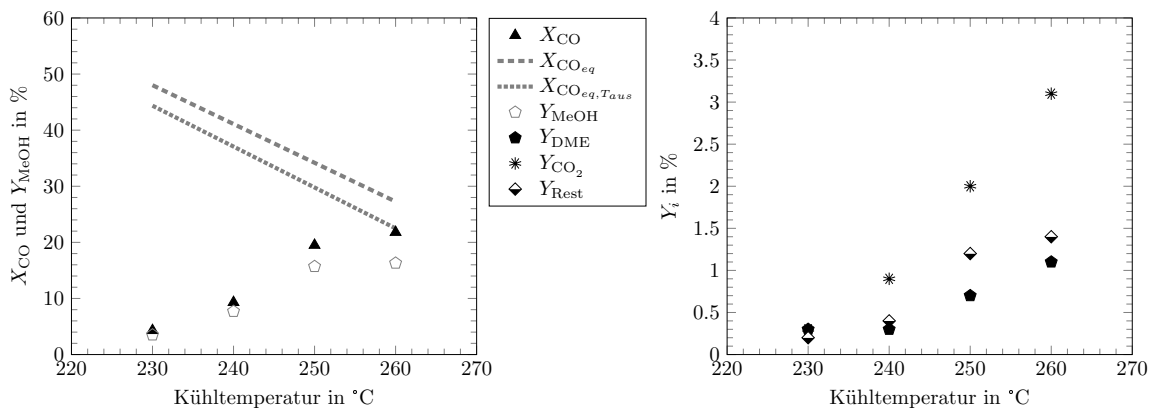 60
50
40
30
20
10
0
220 230 240 250 260 270
Kühltemperatur in °C
X_CO und Y_MeOH in %
X_CO
X_CO_eq
X_CO_eq,T_aus
Y_MeOH
Y_DME
Y_CO_2
Y_Rest
4
3.5
3
2.5
2
1.5
1
0.5
0
220 230 240 250 260 270
Kühltemperatur in °C
Y_i in %